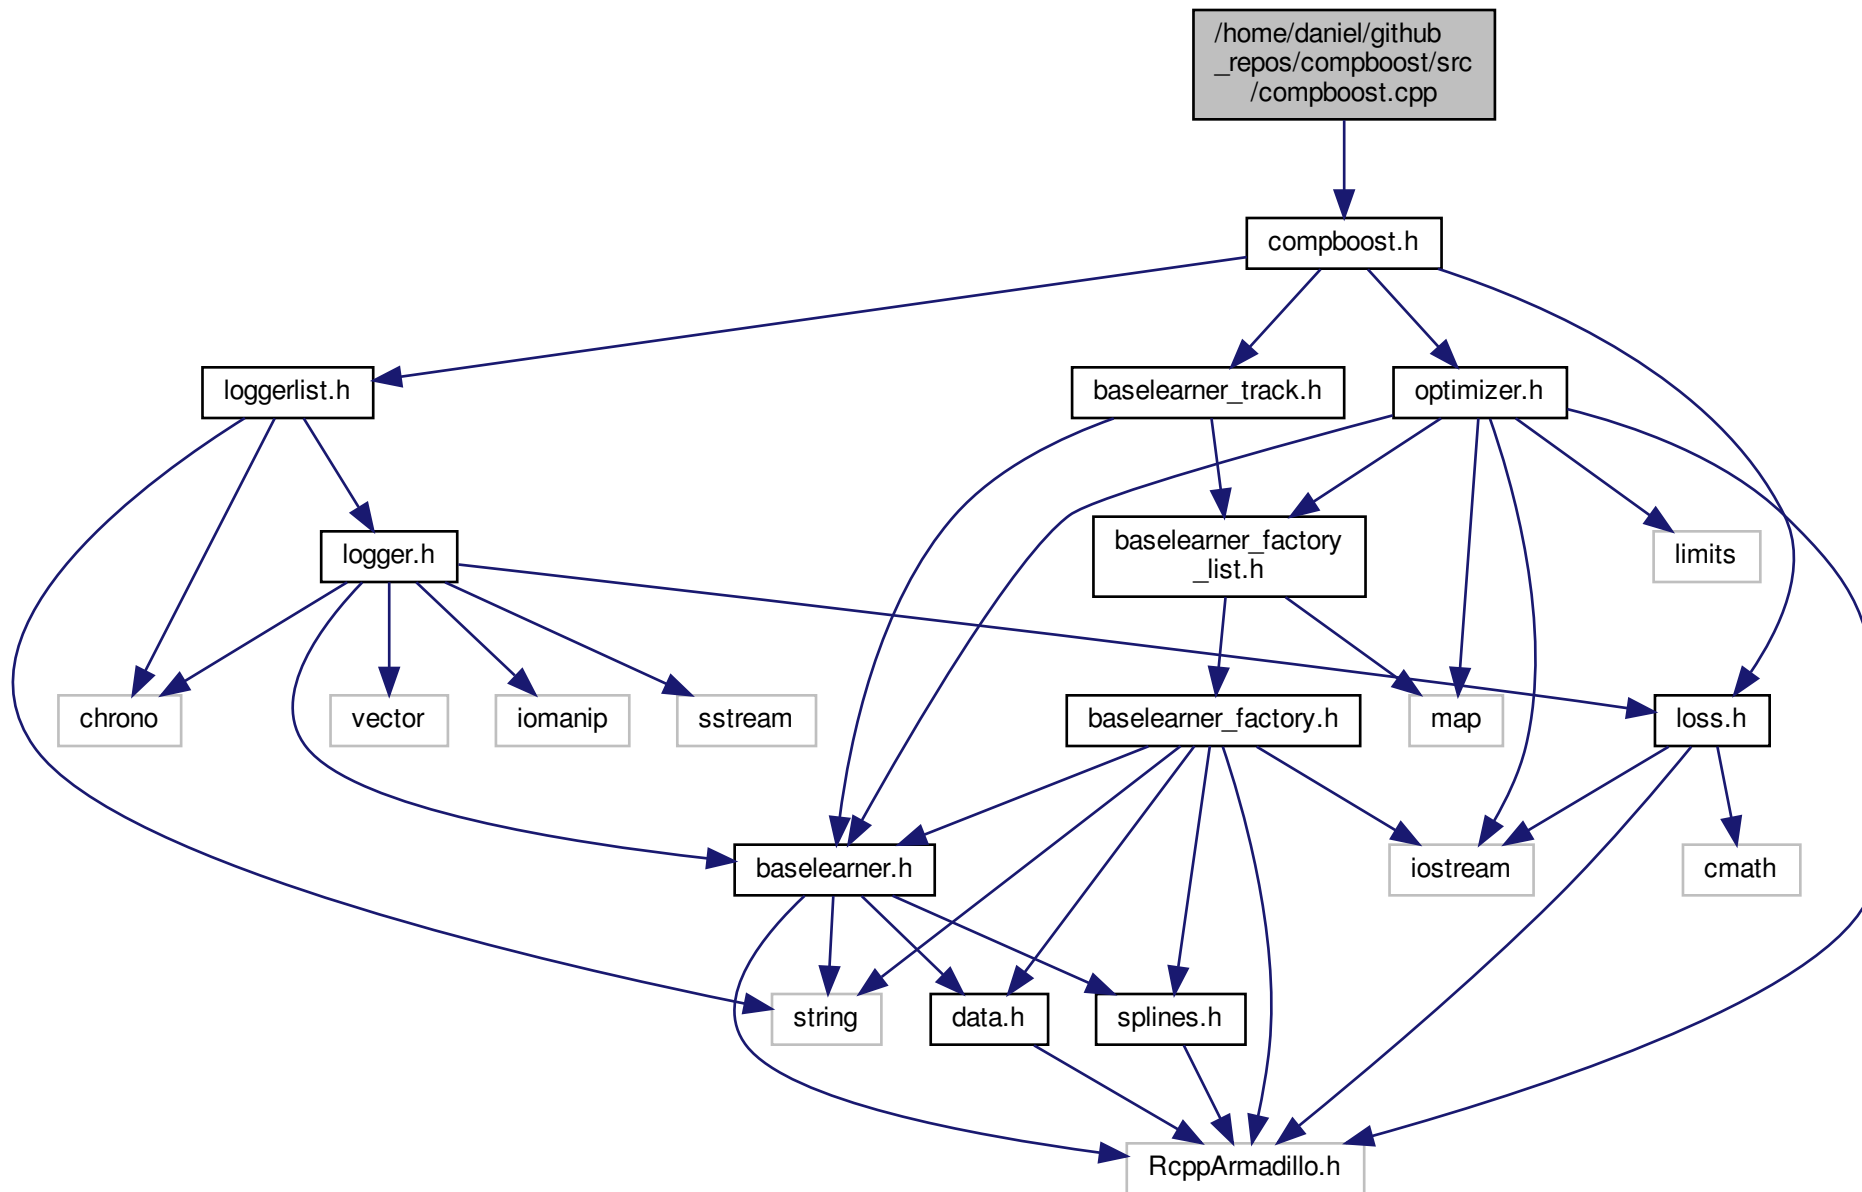 /home/daniel/github
_repos/compboost/src
/compboost.cpp
compboost.h
loggerlist.h
baselearner_track.h
optimizer.h
logger.h
baselearner_factory
_list.h
limits
chrono
vector
iomanip
sstream
baselearner_factory.h
map
loss.h
baselearner.h
iostream
cmath
string
data.h
splines.h
RcppArmadillo.h